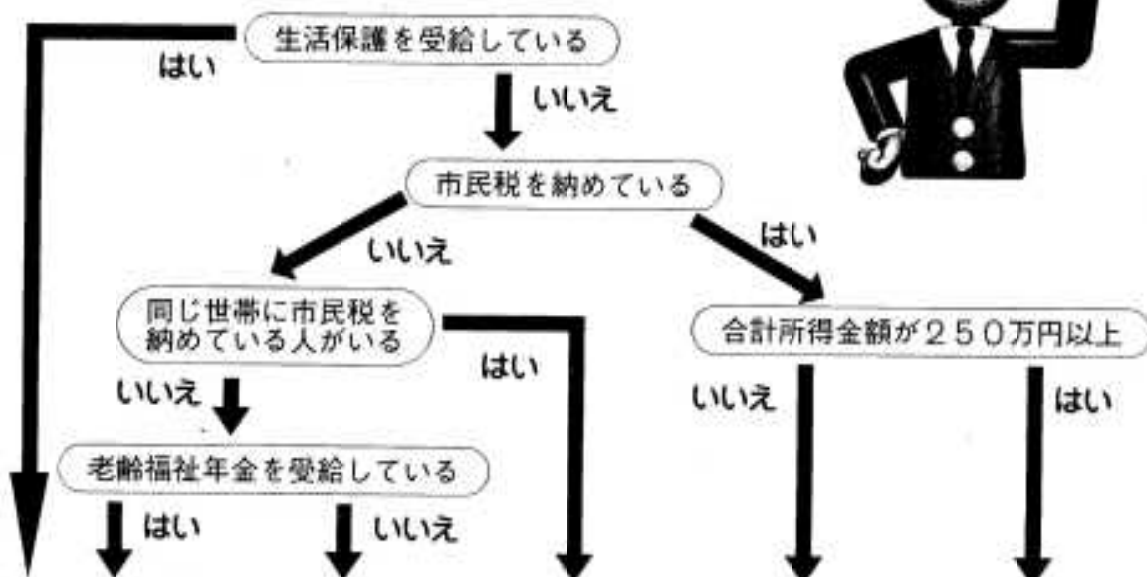 生活保護を受給している
はい
いいえ
市民税を納めている
いいえ
はい
同じ世帯に市民税を
納めている人がいる
はい
合計所得金額が２５０万円以上
いいえ
いいえ
はい
老齢福祉年金を受給している
はい
いいえ